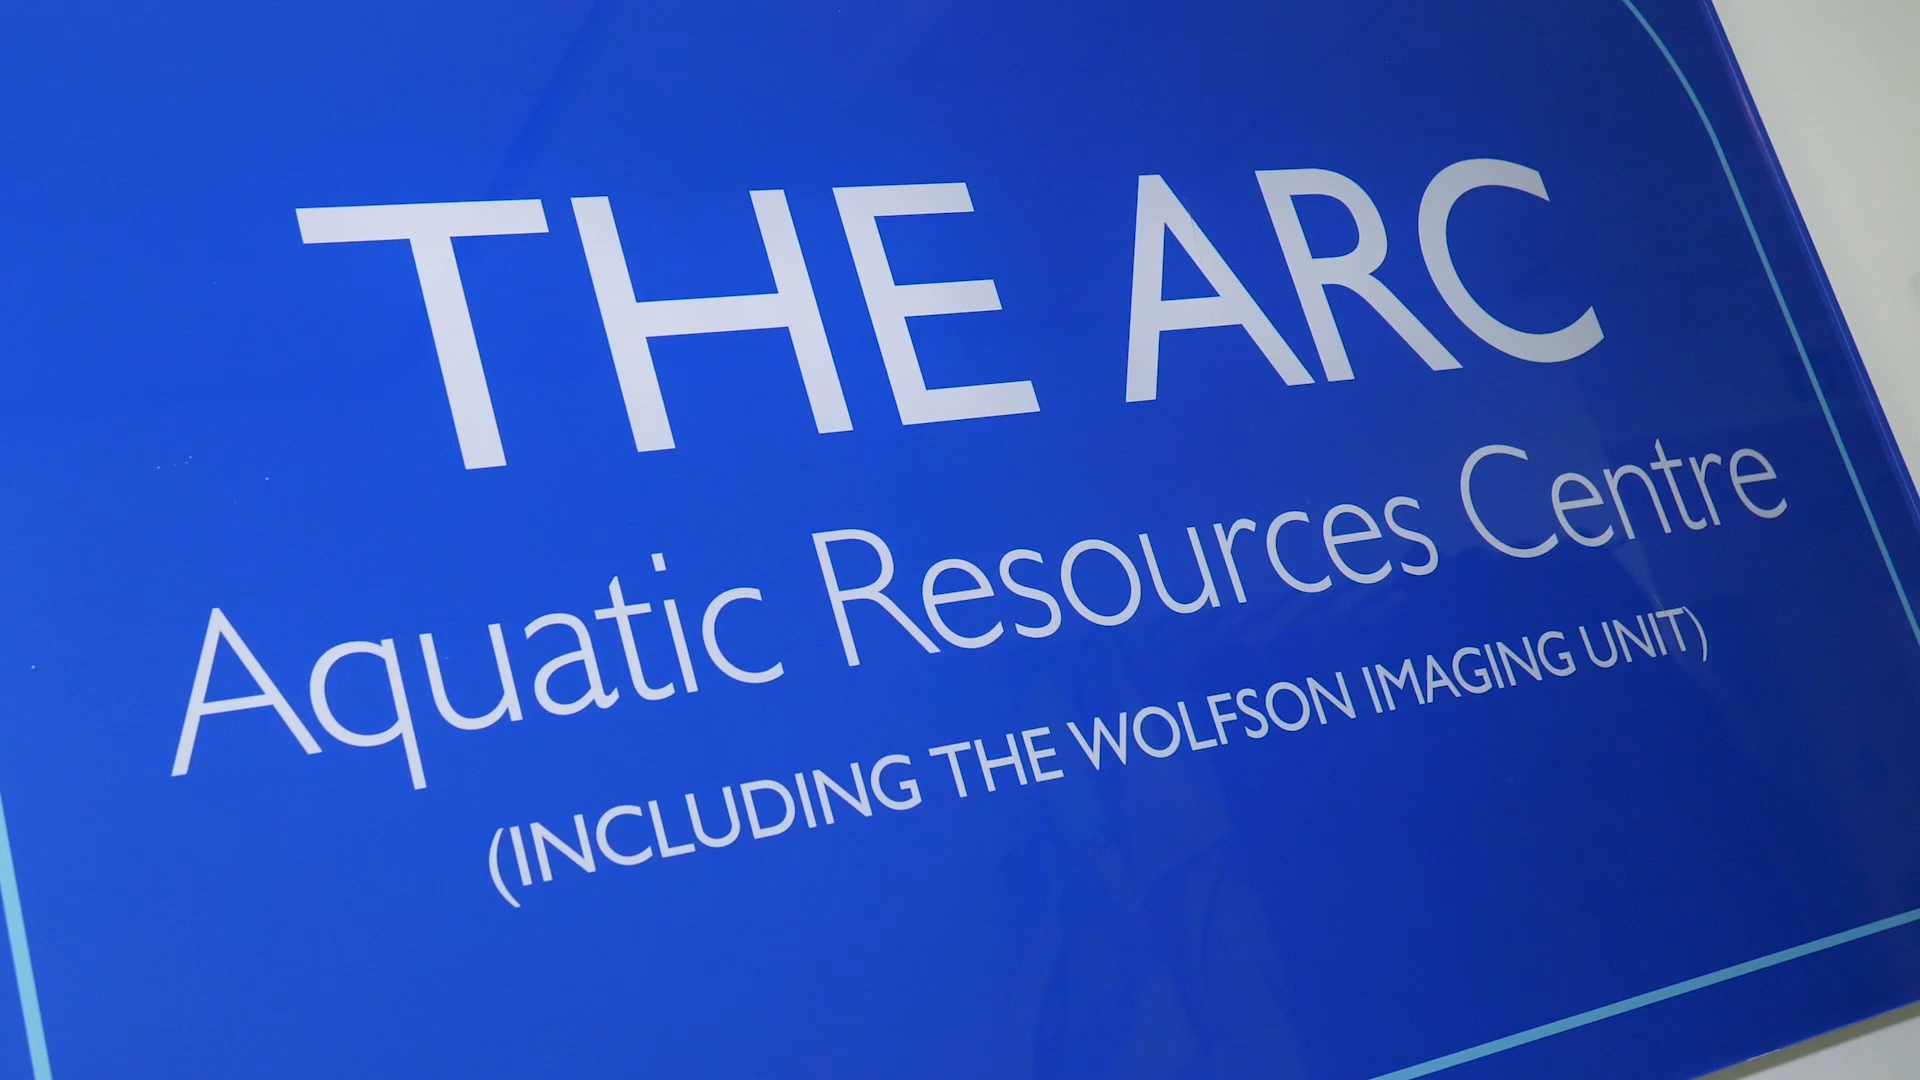 THE ARC
Aquatic Resources Centre
(INCLUDING THE WOLFSON IMAGING UNIT)